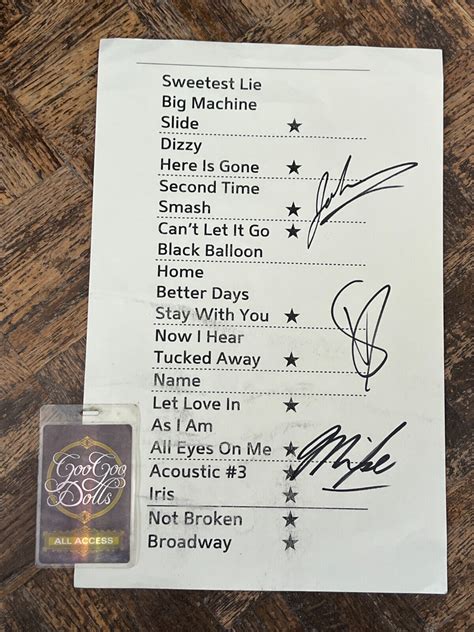 Sweetest Lie
Big Machine
Slide ★
Dizzy
Here Is Gone ★
Second Time
Smash ★
Can't Let It Go ★
Black Balloon
Home
Better Days
Stay With You ★
Now I Hear
Tucked Away ★
Name
Let Love In ★
As I Am
All Eyes On Me ★
Acoustic #3 ★
Iris ★
Not Broken ★
Broadway ★
Mike
Goo Goo
Dolls
ALL ACCESS